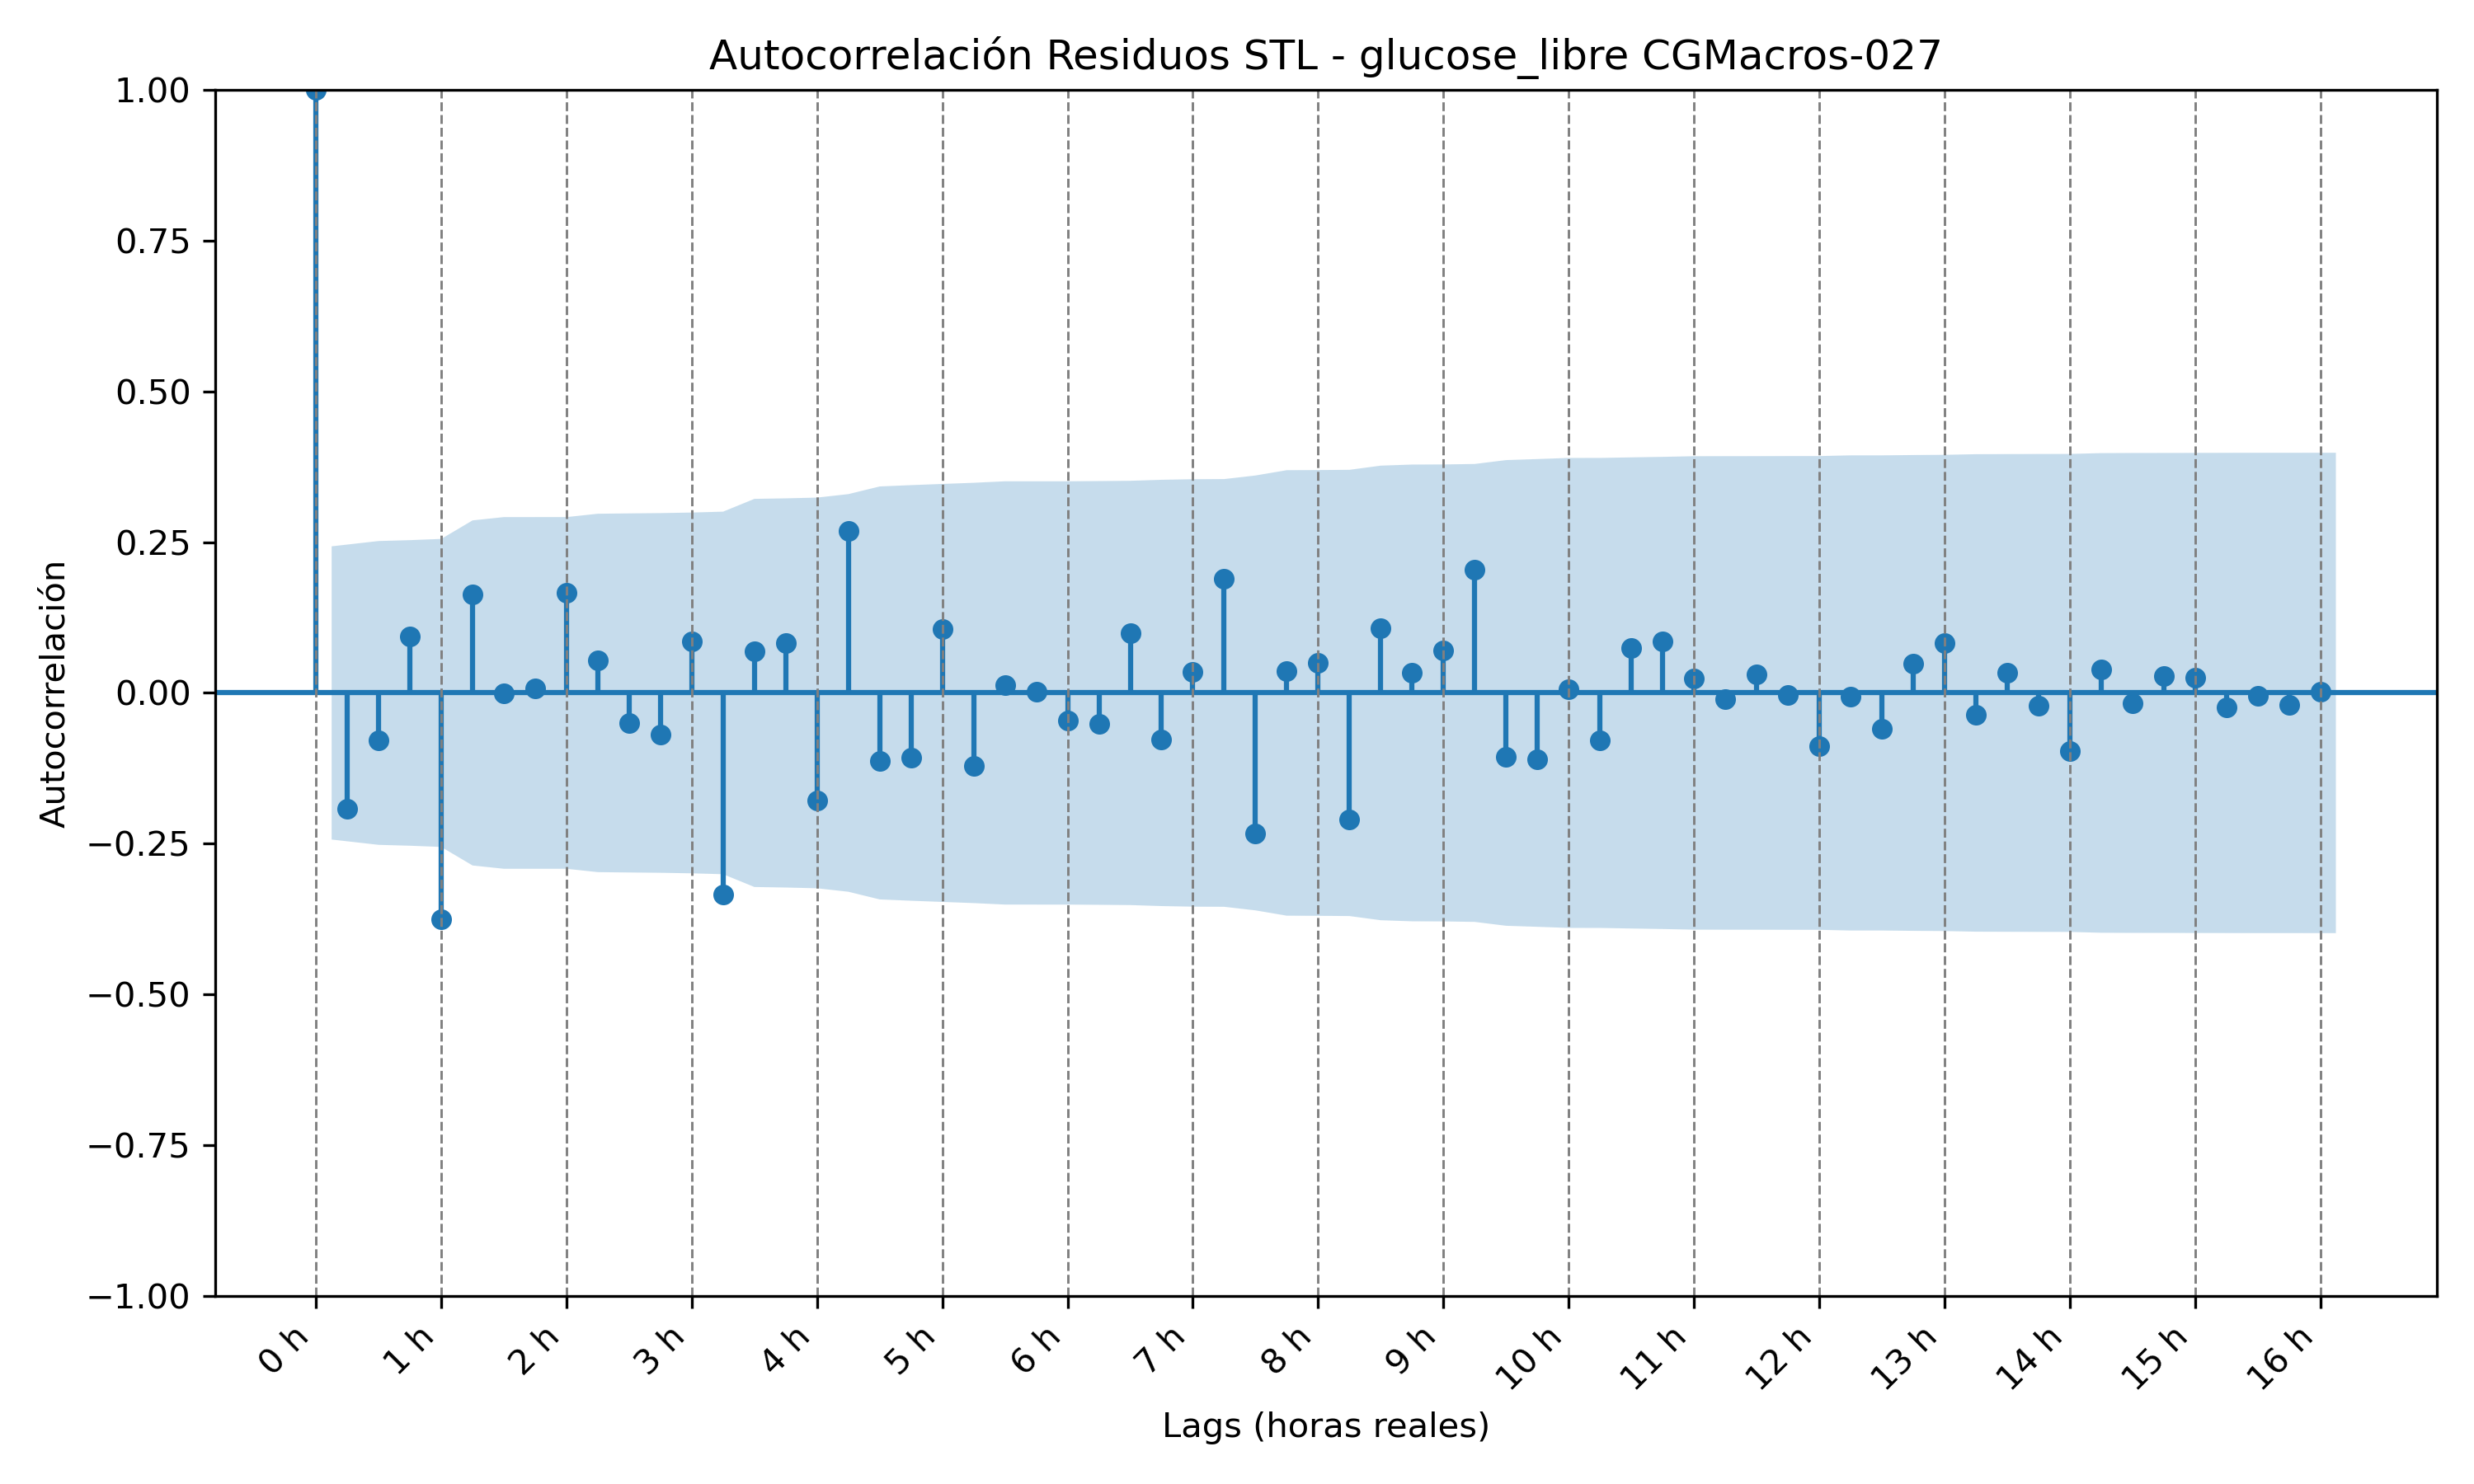 Autocorrelación Residuos STL - glucose_libre CGMacros-027
Autocorrelación
1.00
0.75
0.50
0.25
0.00
−0.25
−0.50
−0.75
−1.00
0 h
1 h
2 h
3 h
4 h
5 h
6 h
7 h
8 h
9 h
10 h
11 h
12 h
13 h
14 h
15 h
16 h
Lags (horas reales)